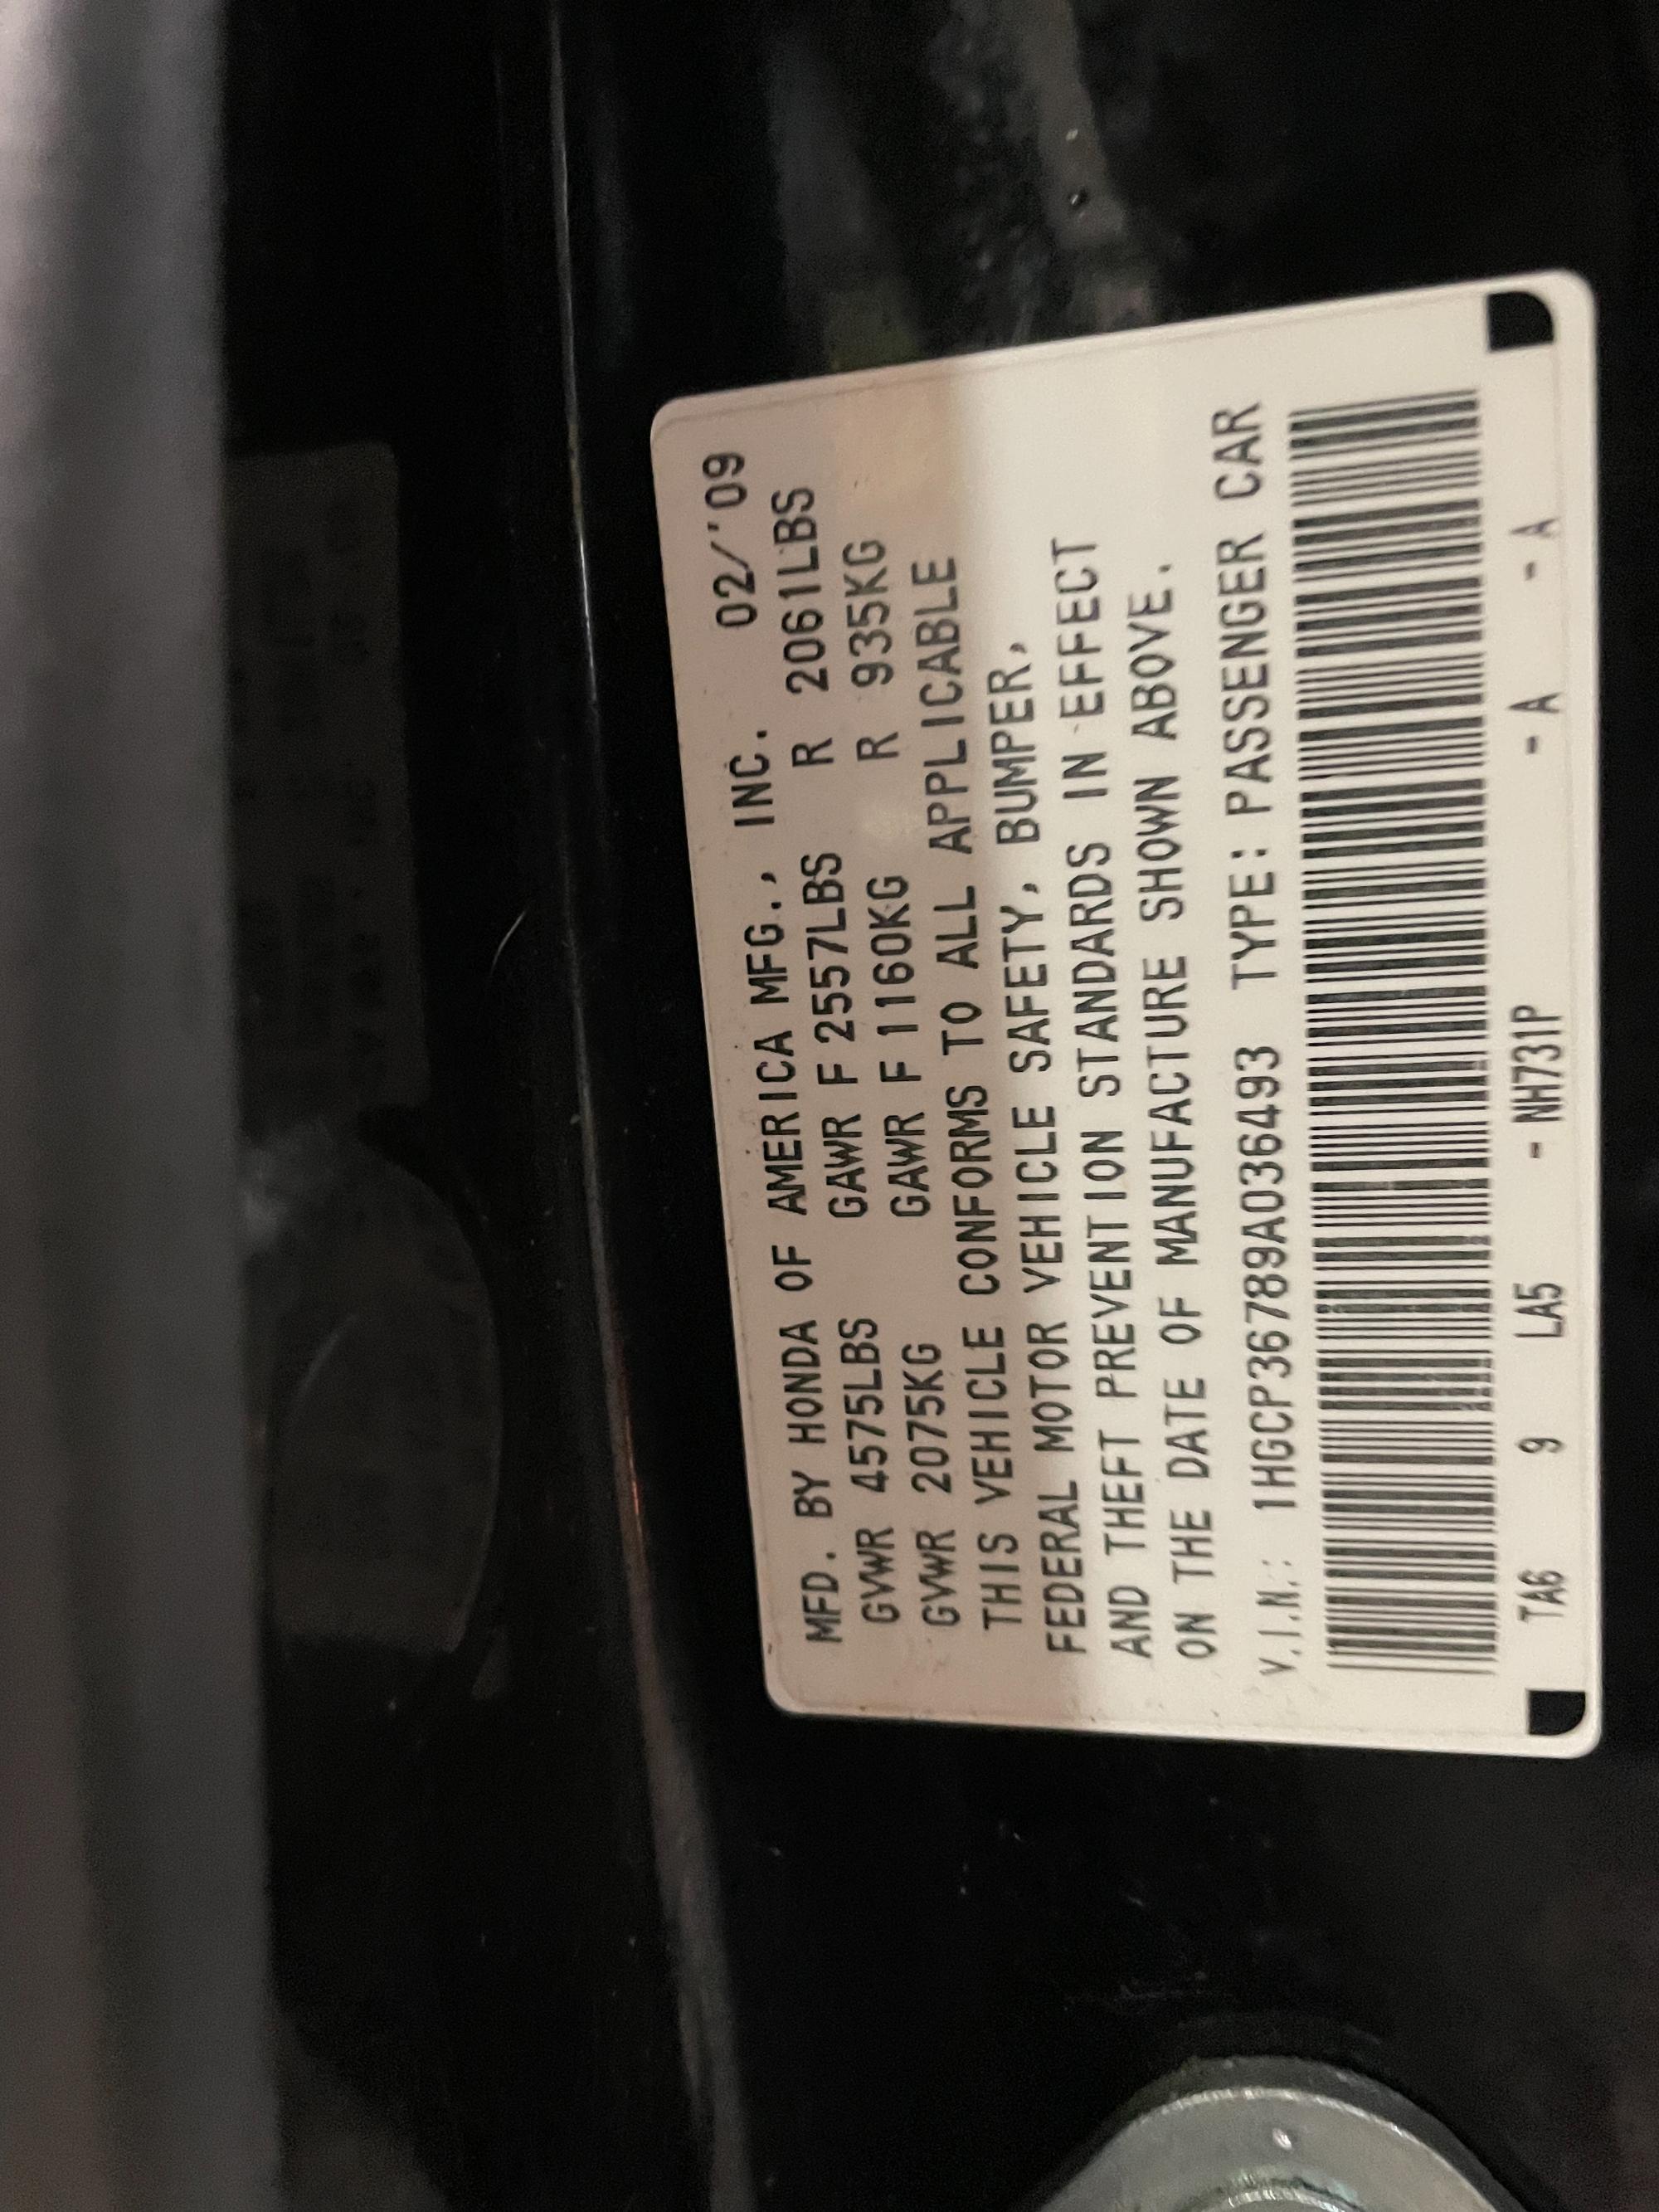 MFD. BY HONDA OF AMERICA MFG., INC. 02/'09
GVWR 4575LBS GAWR F 2557LBS R 2061LBS
GVWR 2075KG GAWR F 1160KG R 935KG
THIS VEHICLE CONFORMS TO ALL APPLICABLE
FEDERAL MOTOR VEHICLE SAFETY, BUMPER,
AND THEFT PREVENTION STANDARDS IN EFFECT
ON THE DATE OF MANUFACTURE SHOWN ABOVE.
V.I.N.: 1HGCP36789A036493 TYPE: PASSENGER CAR
TA6 9 LA5 - NH731P - A - A